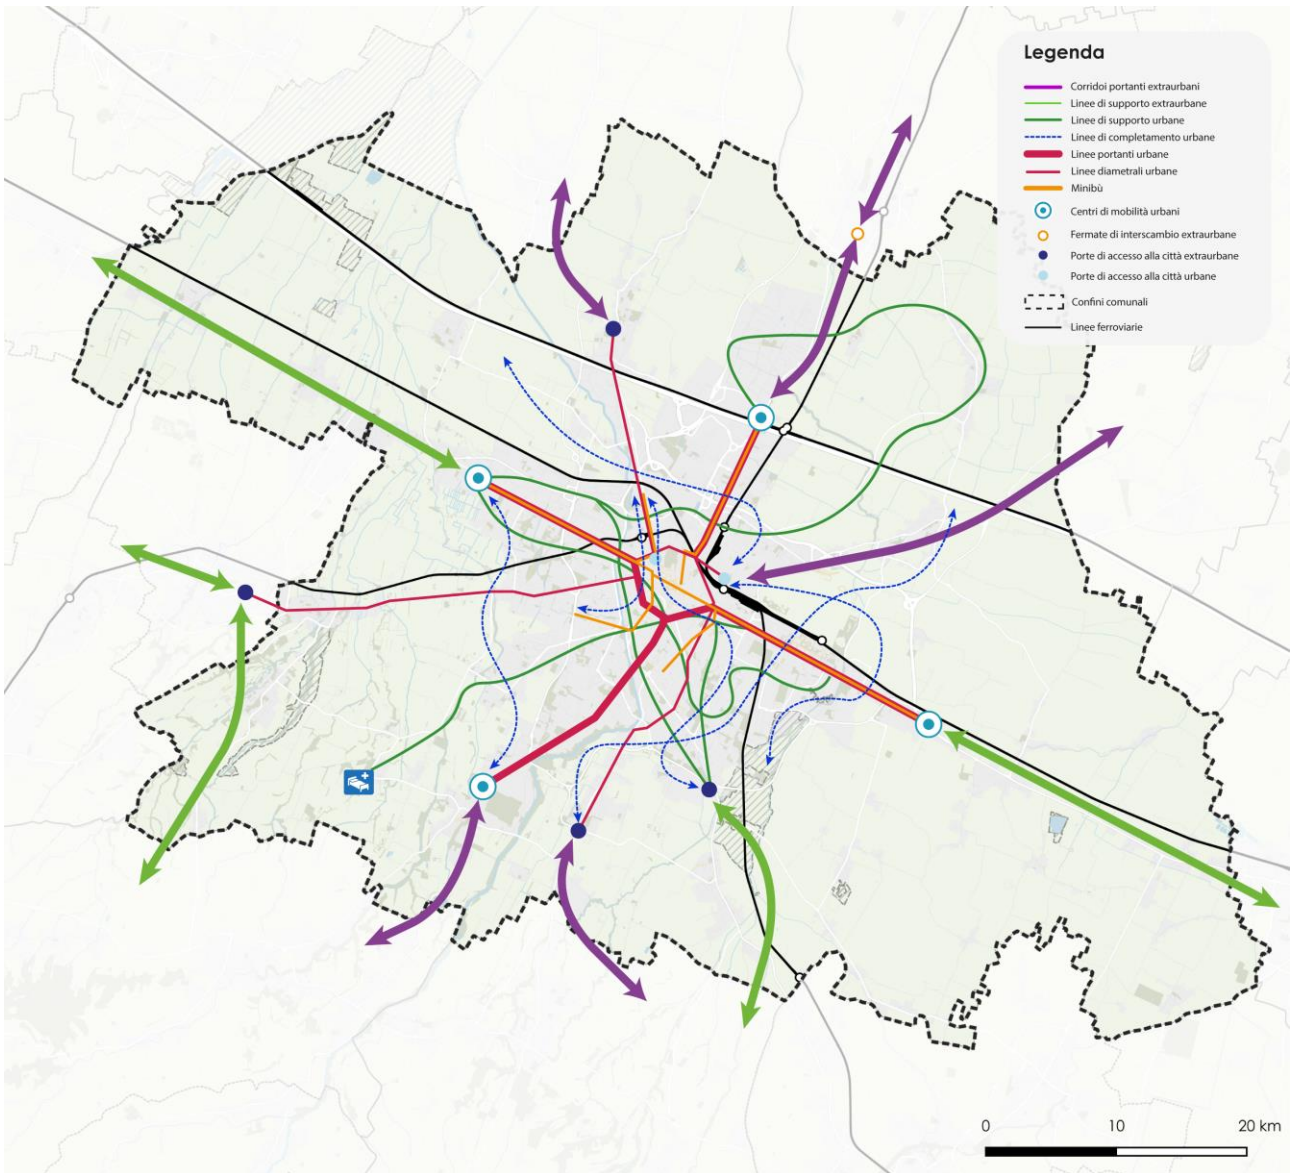 Legenda
Corridoi portanti extraurbani
Linee di supporto extraurbane
Linee di supporto urbane
Linee di completamento urbane
Linee portanti urbane
Linee diametrali urbane
Minibù
Centri di mobilità urbani
Fermate di interscambio extraurbane
Porte di accesso alla città extraurbane
Porte di accesso alla città urbane
Confini comunali
Linee ferroviarie
0 10 20 km